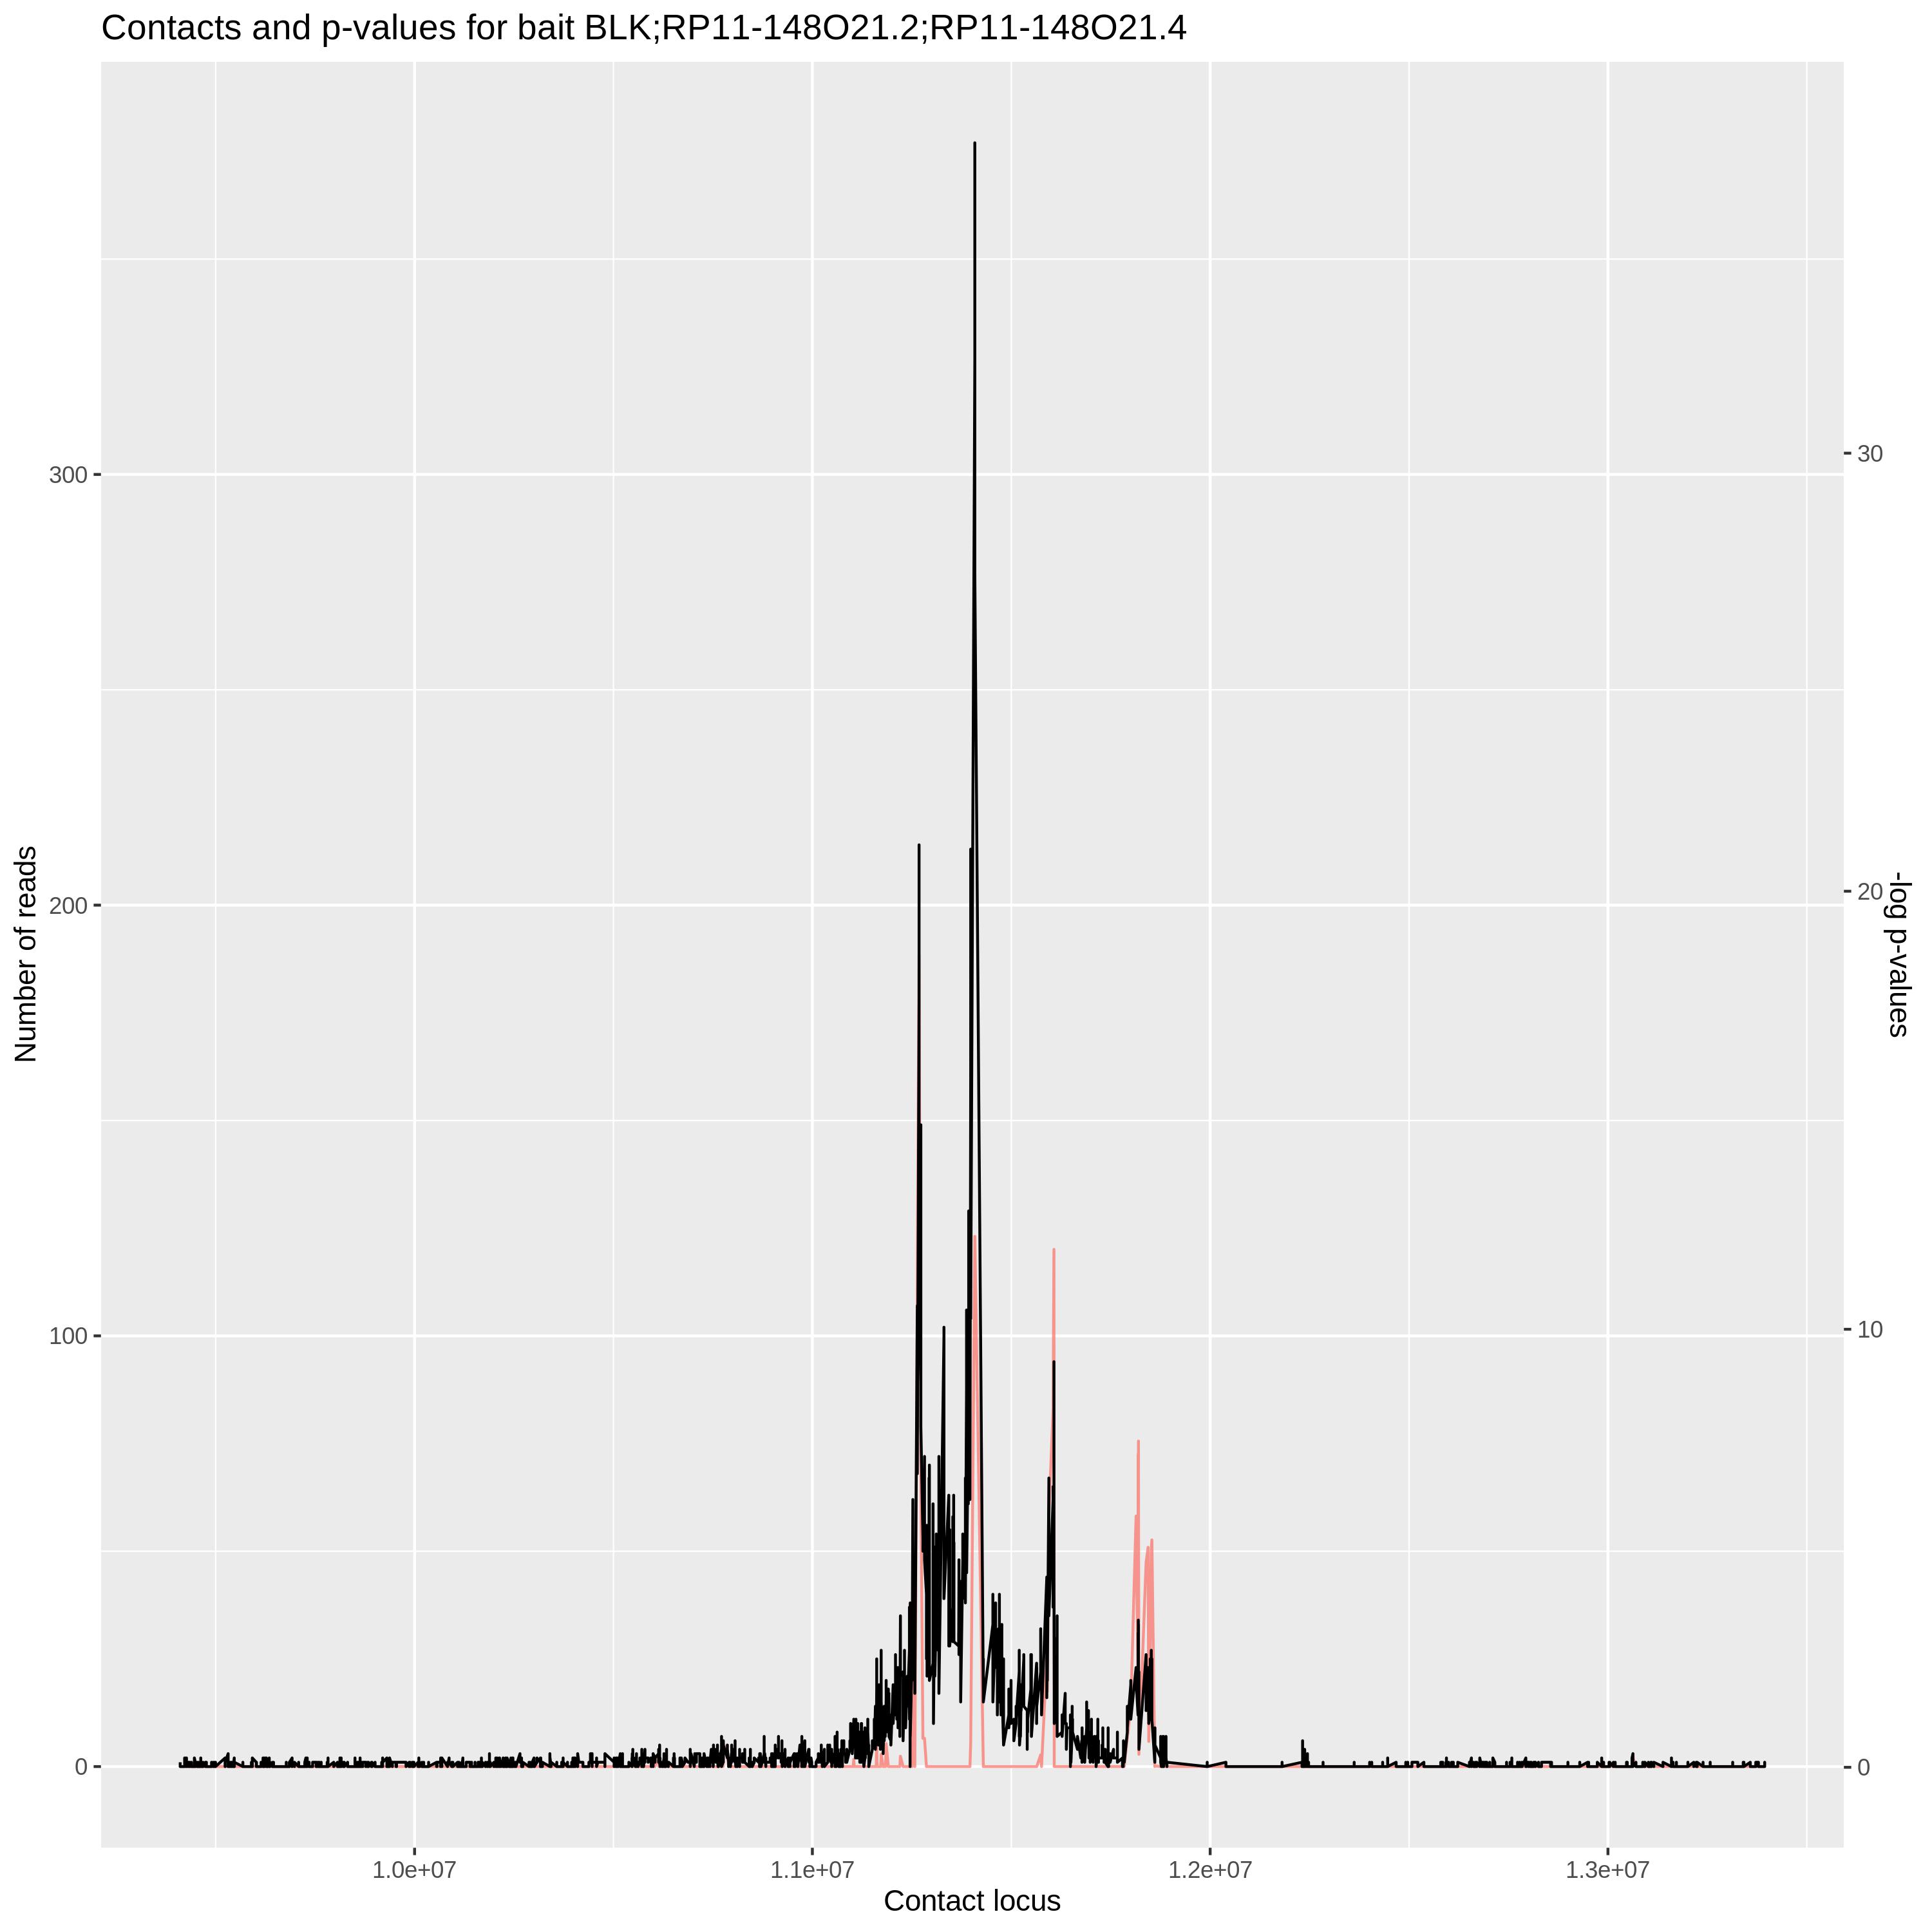 Contacts and p-values for bait BLK;RP11-148O21.2;RP11-148O21.4
Number of reads
300
200
100
0
30
20
10
0
-log p-values
1.0e+07 1.1e+07 1.2e+07 1.3e+07
Contact locus